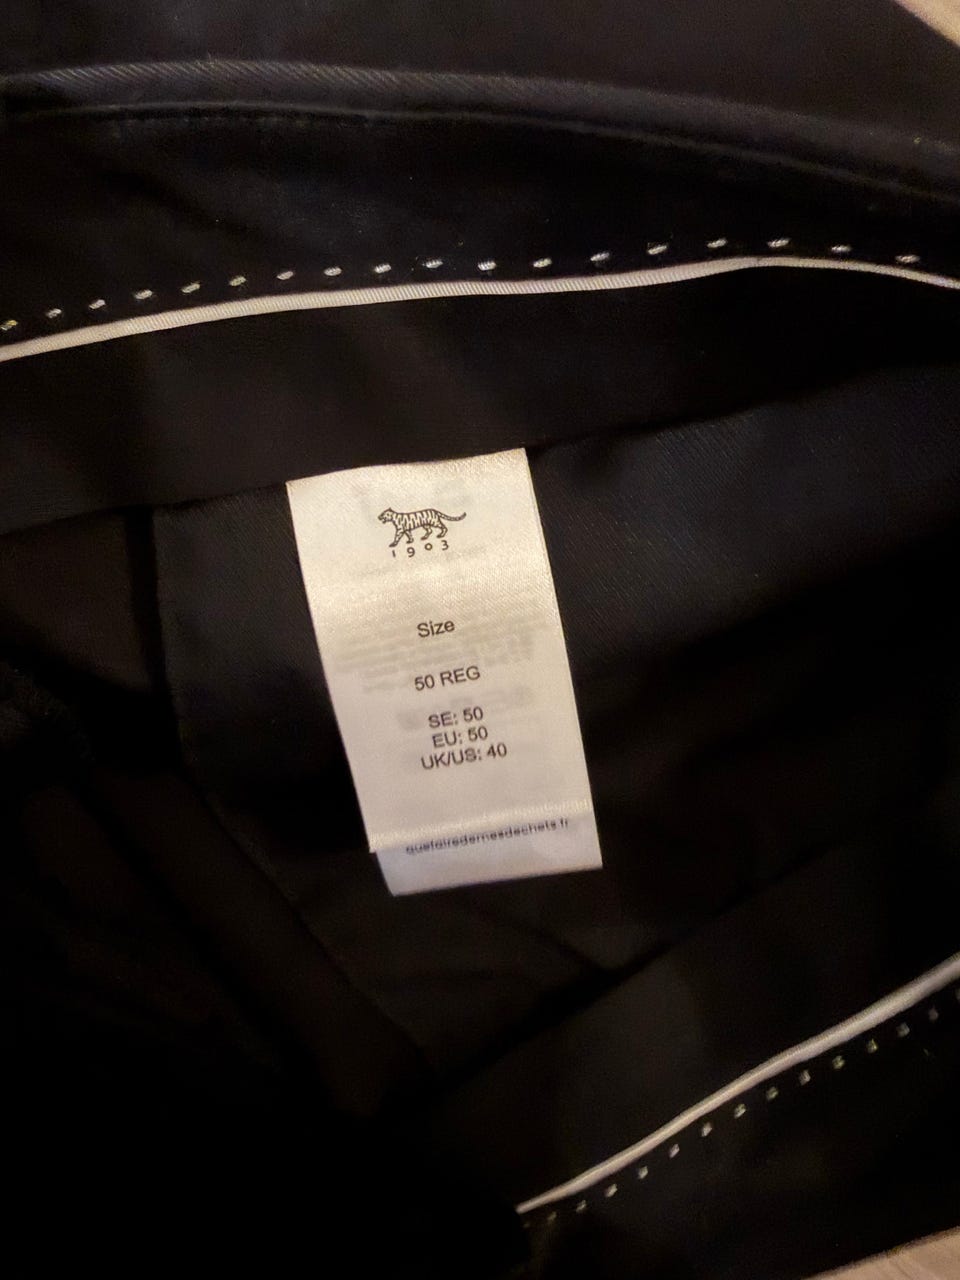 1903
Size
50 REG
SE: 50
EU: 50
UK/US: 40
quefairedemesdechets.fr